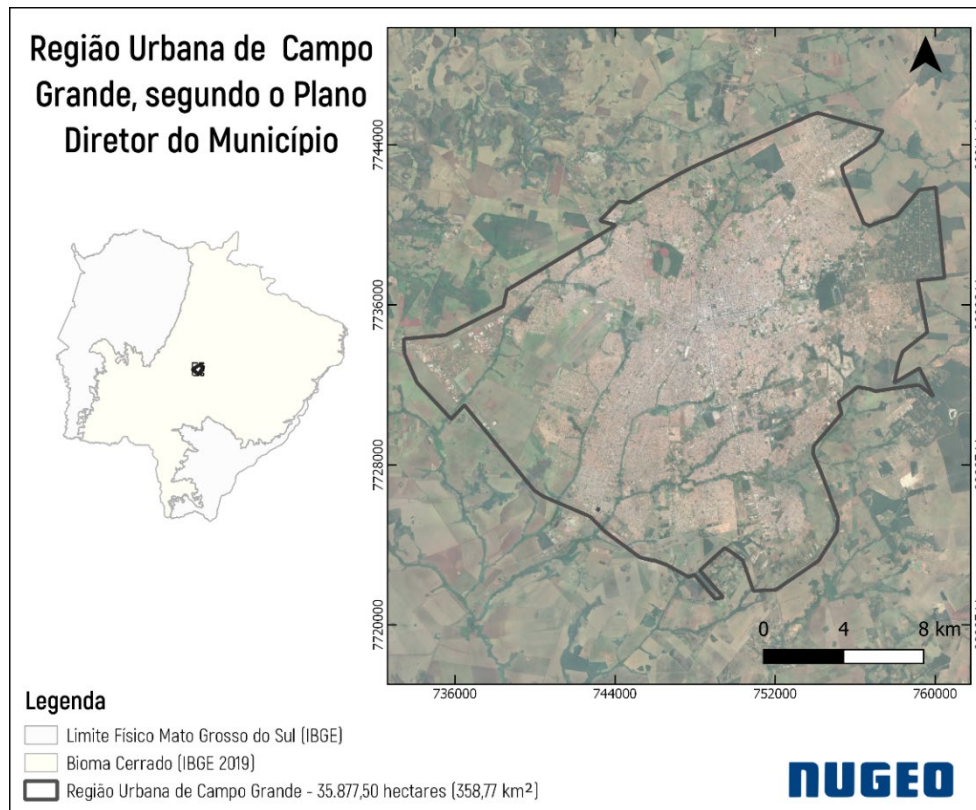 Região Urbana de Campo
Grande, segundo o Plano
Diretor do Município
7744000
7736000
7728000
7720000
0 4 8 km
736000 744000 752000 760000
Legenda
Limite Físico Mato Grosso do Sul (IBGE)
Bioma Cerrado (IBGE 2019)
Região Urbana de Campo Grande - 35.877,50 hectares (358,77 km²)
NUGEO